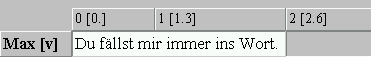 0 [0.] 1 [1.3] 2 [2.6]
Max [v] Du fällst mir immer ins Wort.